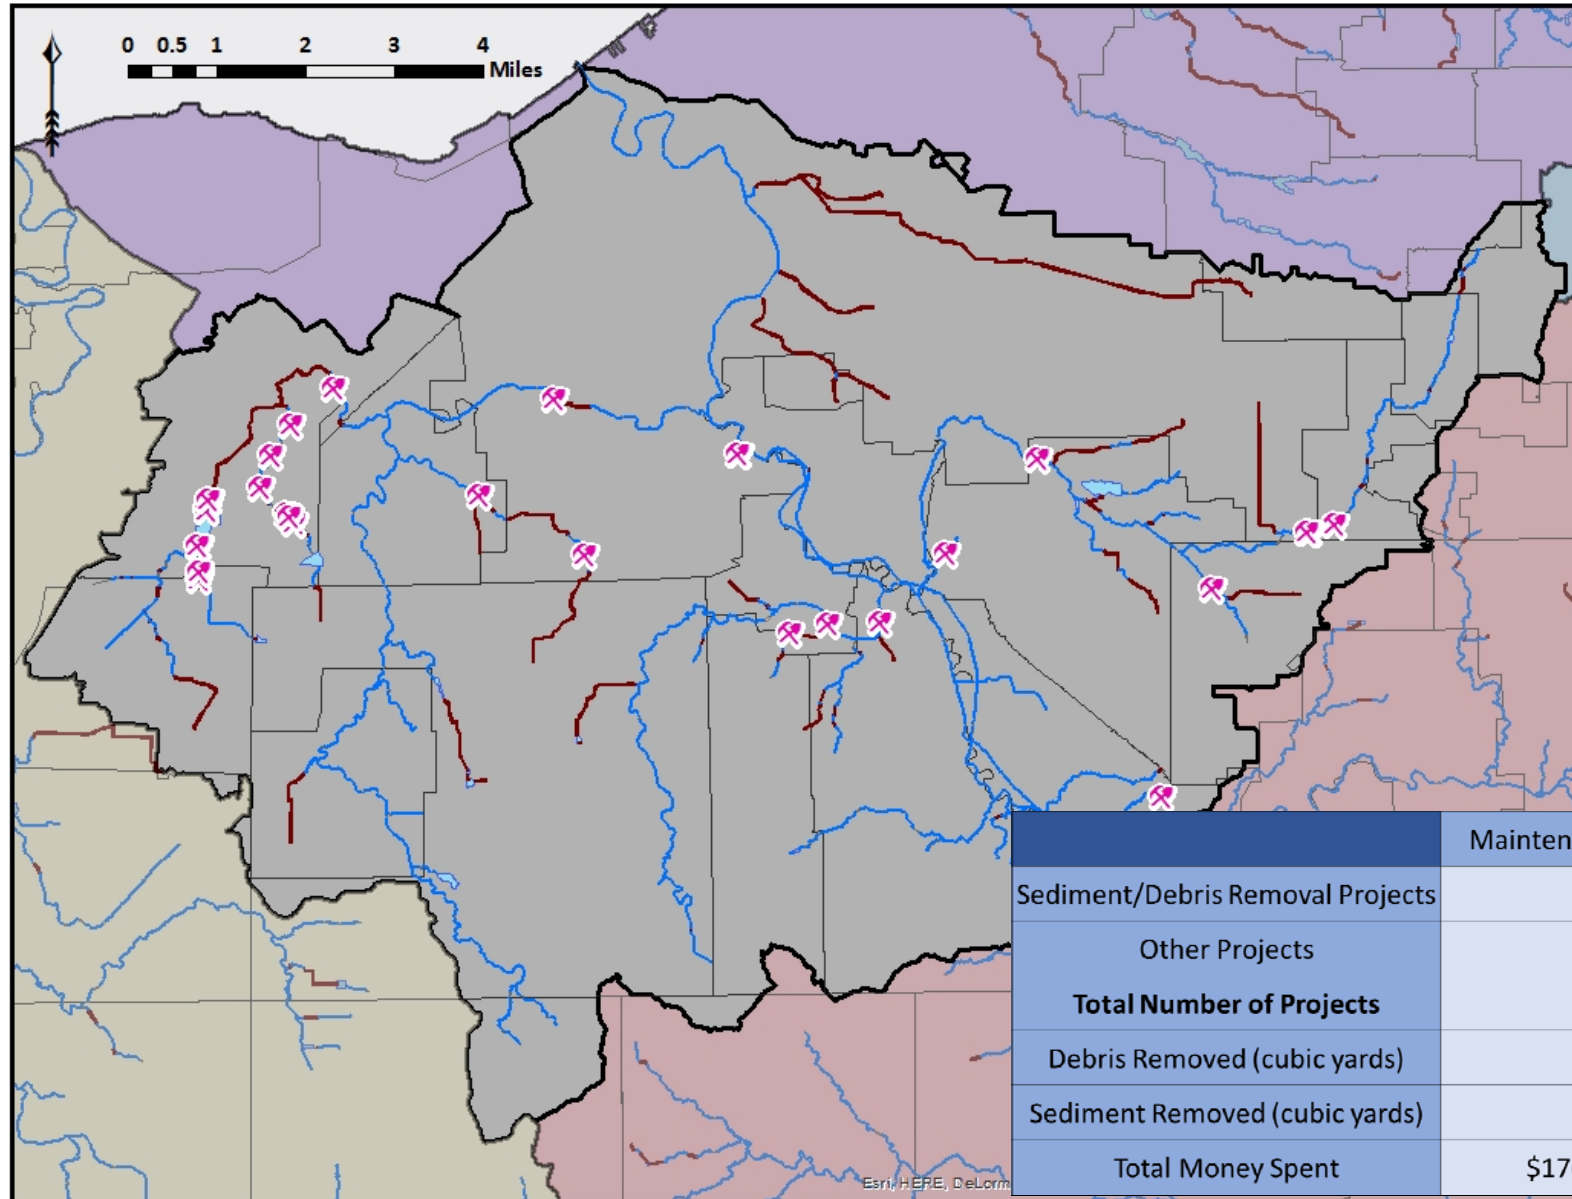 0 0.5 1 2 3 4
Miles
Mainten
Sediment/Debris Removal Projects
Other Projects
Total Number of Projects
Debris Removed (cubic yards)
Sediment Removed (cubic yards)
Total Money Spent $17
Esri, HERE, DeLorm